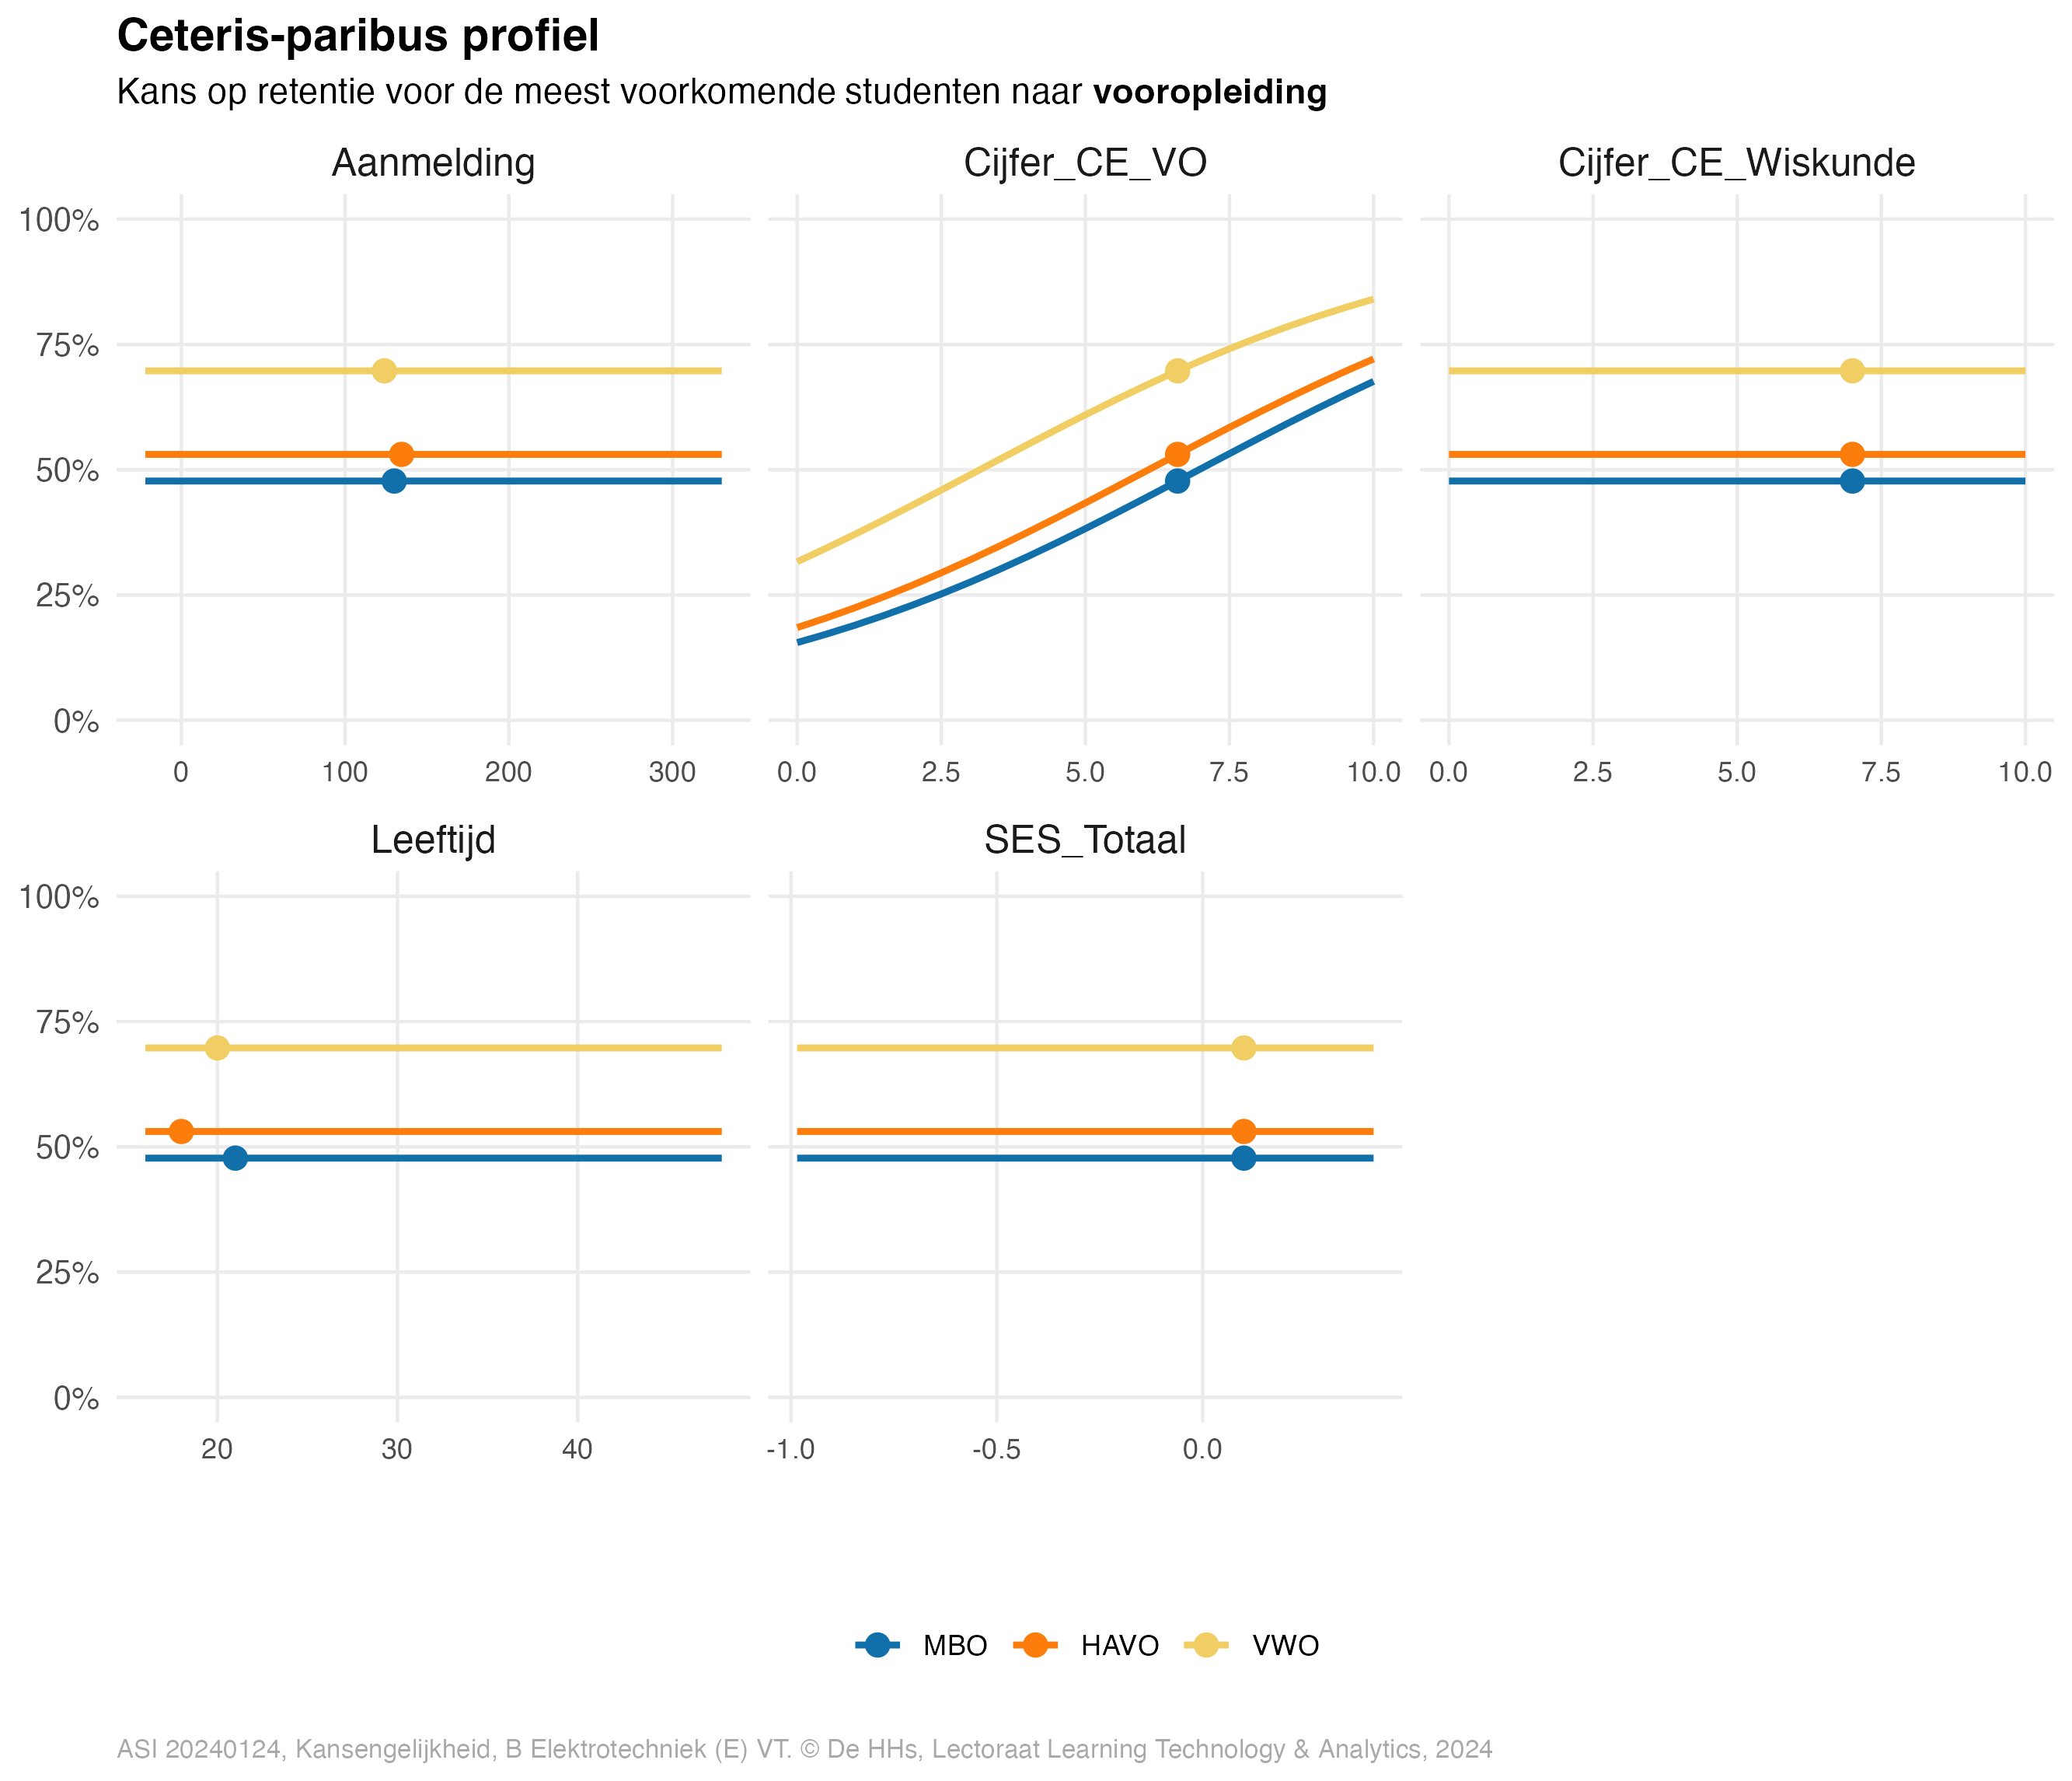 Ceteris-paribus profiel
Kans op retentie voor de meest voorkomende studenten naar vooropleiding
Aanmelding
Cijfer_CE_VO
Cijfer_CE_Wiskunde
100%
75%
50%
25%
0%
0 100 200 300
0.0 2.5 5.0 7.5 10.0
0.0 2.5 5.0 7.5 10.0
Leeftijd
SES_Totaal
100%
75%
50%
25%
0%
20 30 40
-1.0 -0.5 0.0
MBO HAVO VWO
ASI 20240124, Kansengelijkheid, B Elektrotechniek (E) VT. © De HHs, Lectoraat Learning Technology & Analytics, 2024